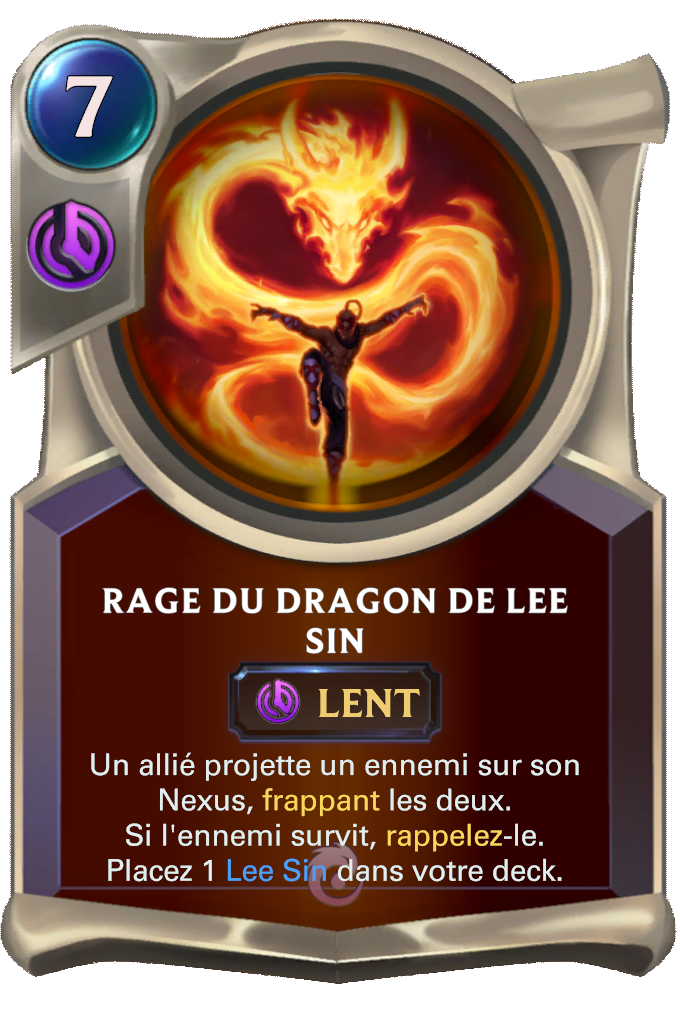 7
RAGE DU DRAGON DE LEE
SIN
LENT
Un allié projette un ennemi sur son
Nexus, frappant les deux.
Si l'ennemi survit, rappelez-le.
Placez 1 Lee Sin dans votre deck.